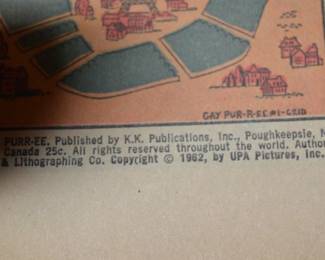 GAY PUR-R-EE #1-C21D
PURR-EE. Published by K.K. Publications, Inc., Poughkeepsie, N
Canada 25c. All rights reserved throughout the world. Author
& Lithographing Co. Copyright © 1962, by UPA Pictures, Inc.